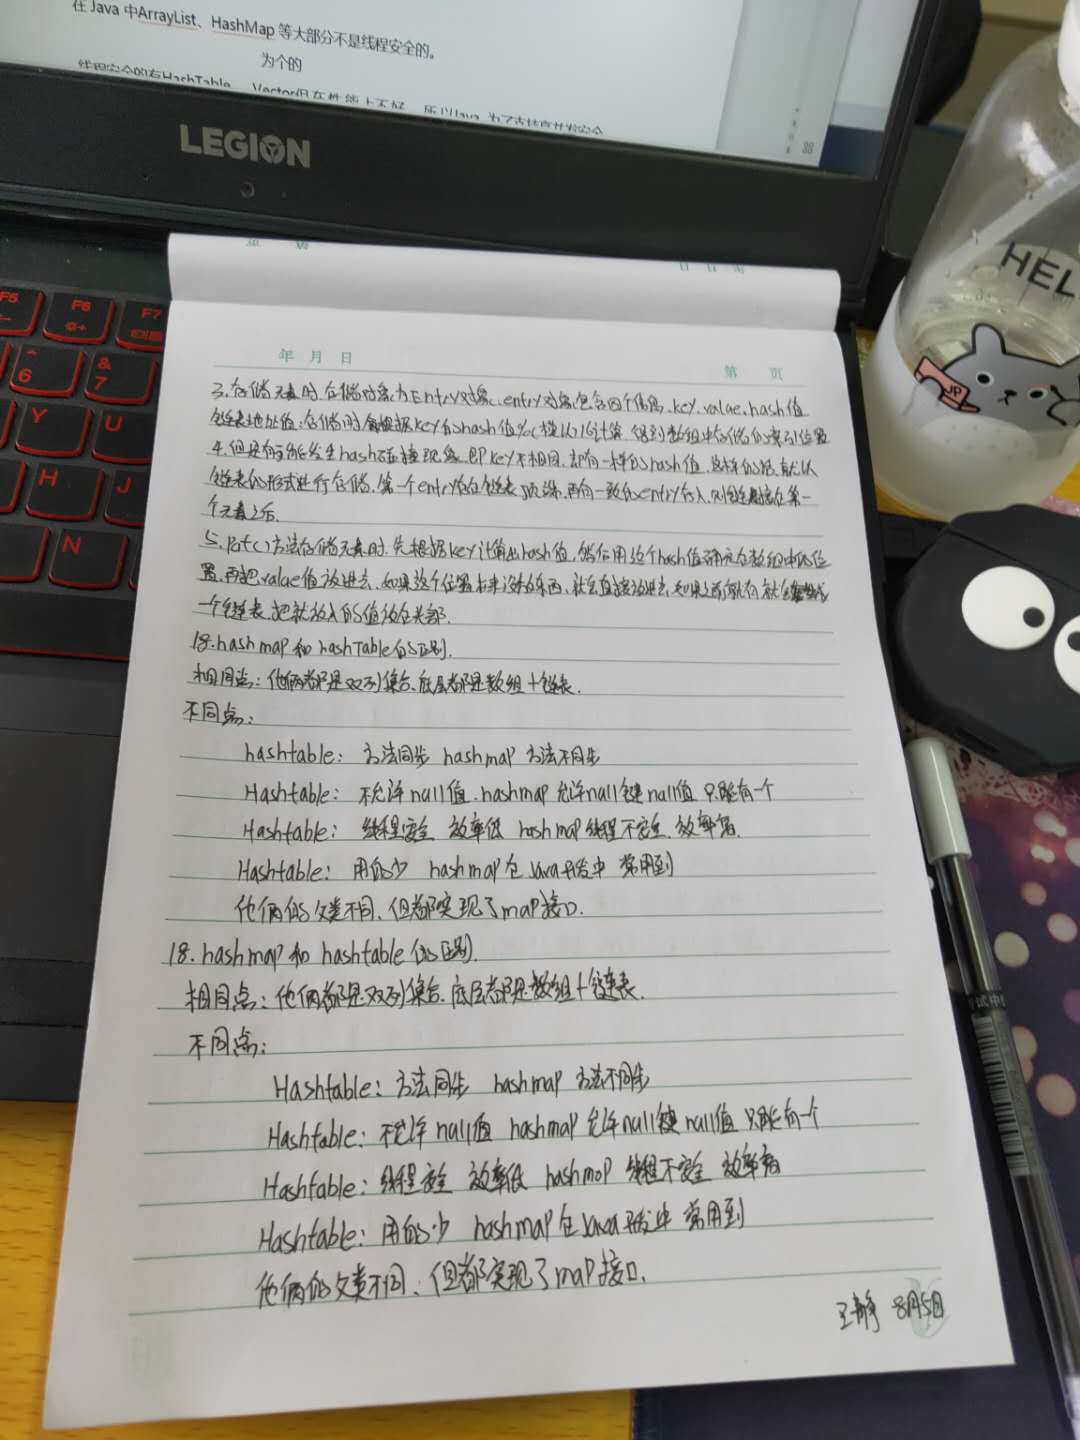 在 Java 中ArrayList、HashMap 等大部分不是线程安全的。
为个的
线程安全的有HashTable、Vector但在性能上不好，所以Java 为了支持高并发安全
38
LEGION
F5
F6
F7
6
&
7
Y
U
H
J
N
HEL
JP
年 月 日
第 页
3.存储元素时,存储对象为Entry对象,entry对象包含四个信息,key,value,hash值
链表地址值;存储时会根据key的hash值%模以16计算,得到数组中存储的索引位置
4.但是有可能发生hash碰撞现象,即key不相同,却有一样的hash值,这样的话,就以
链表的形式进行存储,第一个entry位在链表顶端,再有一致的entry存入,则链接在第一
个元素之后.
5.Put()方法存储元素时,先根据key计算出hash值,然后用这个hash值确定在数组中的位
置,再把value值放进去,如果这个位置本来没有东西,就会直接放进去,如果之前就有就会
一个链表,把新放入的值放在头部.
18.hashmap和hashTable的区别.
相同点:他俩都是双列集合,底层都是数组+链表.
不同点:
hashtable: 方法同步 hashmap 方法不同步
Hashtable: 不允许null值.hashmap 允许null键null值 只能有一个
Hashtable: 线程安全 效率低 hashmap线程不安全.效率高.
Hashtable: 用的少 hashmap在Java开发中 常用到
他俩的父类不同、但都实现了map接口.
18.hashmap和 hashtable的区别.
相同点:他俩都是双列集合.底层都是数组+链表.
不同点:
Hashtable: 方法同步 hashmap 方法不同步
Hashtable: 不允许null值 hashmap 允许null键 null值 只能有一个
Hashtable: 线程安全 效率低 hashmap 线程不安全 效率高
Hashtable: 用的少 hashmap在Java开发中 常用到
他俩的父类不同、但都实现了map接口.
王静 8月5日